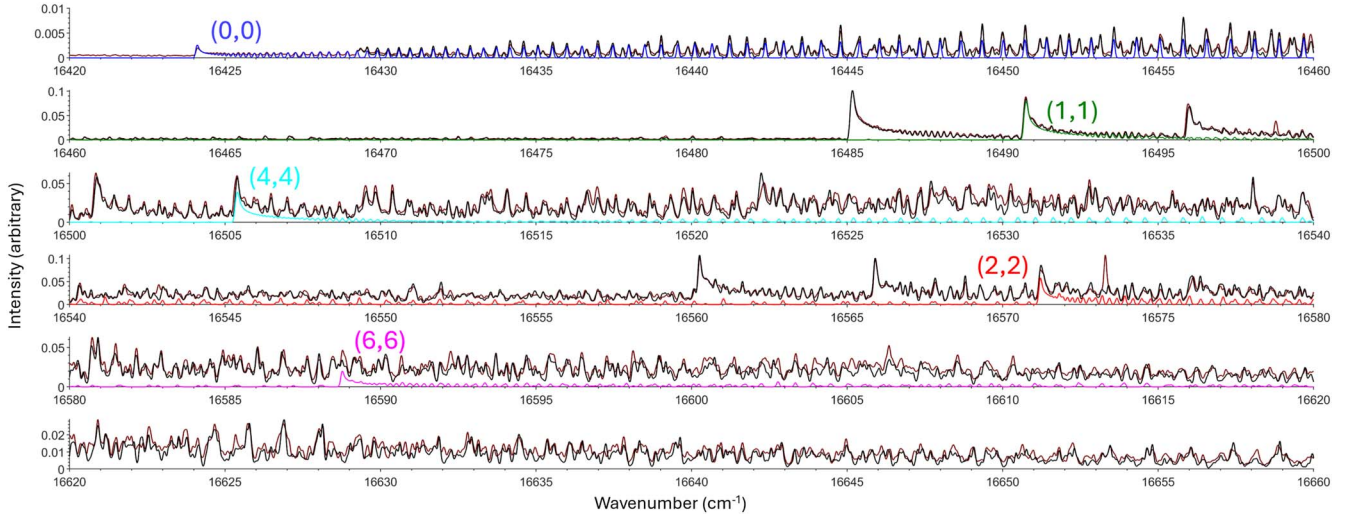 0.01
0.005
0
(0,0)
16420 16425 16430 16435 16440 16445 16450 16455 16460
0.1
0.05
0
(1,1)
16460 16465 16470 16475 16480 16485 16490 16495 16500
0.05
0
(4,4)
16500 16505 16510 16515 16520 16525 16530 16535 16540
0.1
0.05
0
(2,2)
16540 16545 16550 16555 16560 16565 16570 16575 16580
0.05
0
(6,6)
16580 16585 16590 16595 16600 16605 16610 16615 16620
0.02
0.01
0
16620 16625 16630 16635 16640 16645 16650 16655 16660
Intensity (arbitrary)
Wavenumber (cm⁻¹)